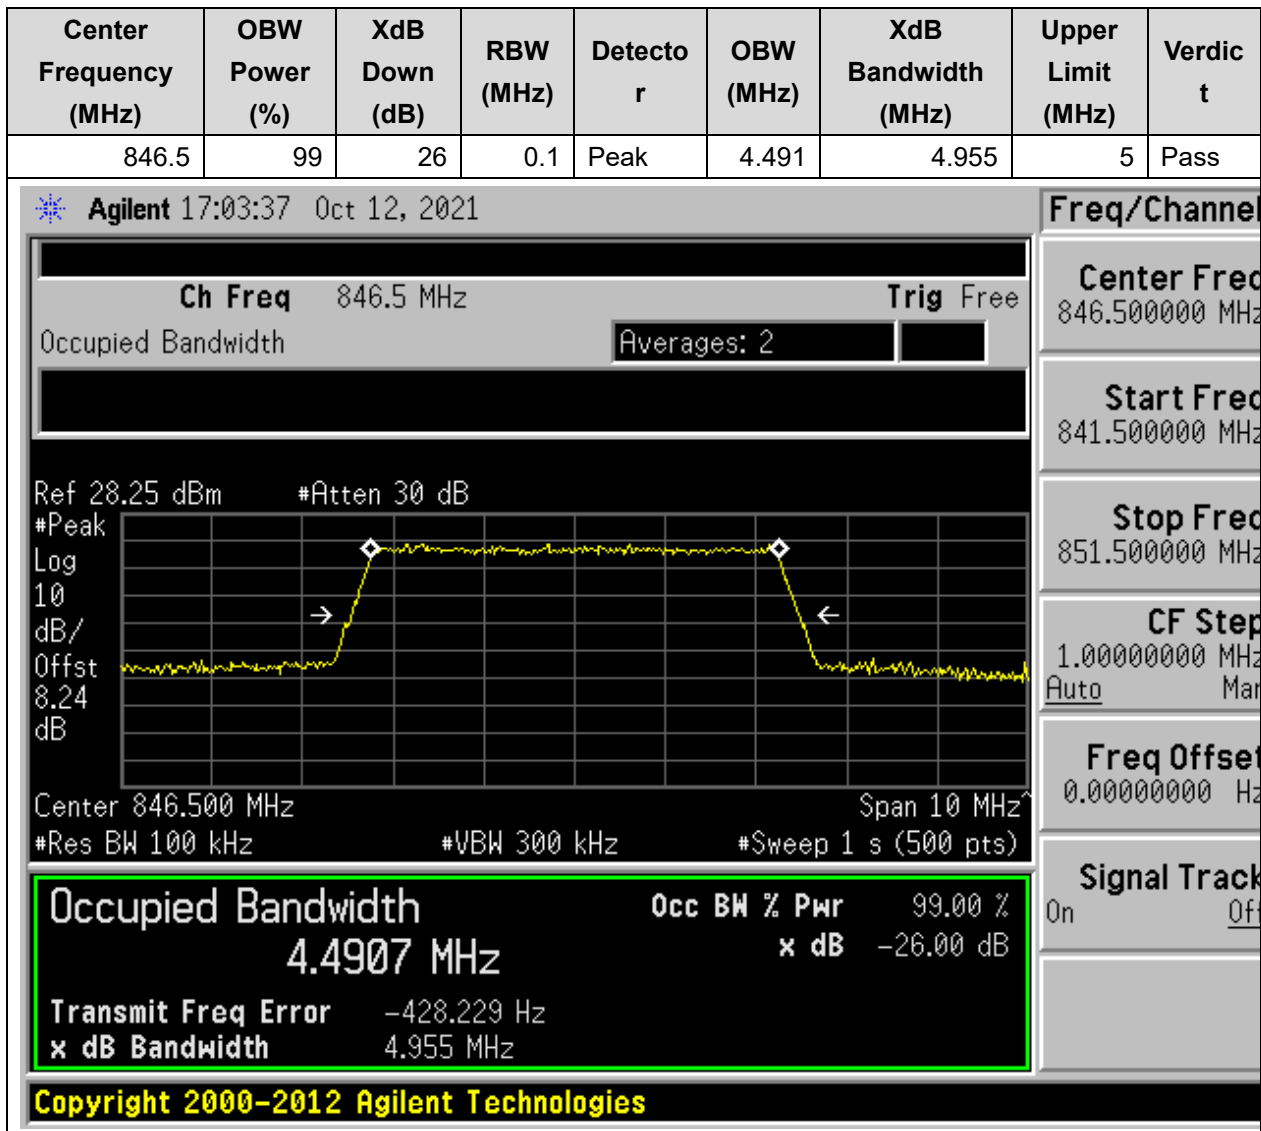 Center Frequency (MHz) OBW Power (%) XdB Down (dB) RBW (MHz) Detecto r OBW (MHz) XdB Bandwidth (MHz) Upper Limit (MHz) Verdic t
846.5 99 26 0.1 Peak 4.491 4.955 5 Pass
Agilent 17:03:37 Oct 12, 2021
Freq/Channel
Ch Freq 846.5 MHz Trig Free
Occupied Bandwidth Averages: 2
Center Freq
846.500000 MHz
Start Freq
841.500000 MHz
Stop Freq
851.500000 MHz
CF Step
1.00000000 MHz
Auto Man
Freq Offset
0.00000000 Hz
Signal Track
On Off
Ref 28.25 dBm #Atten 30 dB
#Peak
Log
10
dB/
Offst
8.24
dB
Center 846.500 MHz Span 10 MHz^
#Res BW 100 kHz #VBW 300 kHz #Sweep 1 s (500 pts)
Occupied Bandwidth Occ BW % Pwr 99.00 %
4.4907 MHz x dB -26.00 dB
Transmit Freq Error -428.229 Hz
x dB Bandwidth 4.955 MHz
Copyright 2000-2012 Agilent Technologies